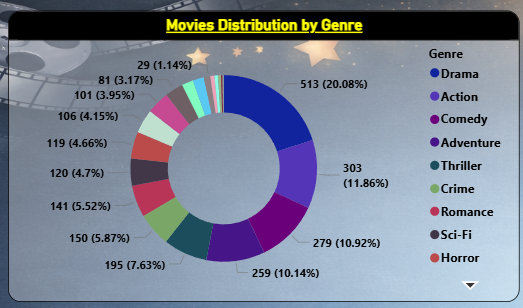 Movies Distribution by Genre
29 (1.14%)
81 (3.17%)
101 (3.95%)
106 (4.15%)
119 (4.66%)
120 (4.7%)
141 (5.52%)
150 (5.87%)
195 (7.63%)
259 (10.14%)
279 (10.92%)
303
(11.86%)
513 (20.08%)
Genre
Drama
Action
Comedy
Adventure
Thriller
Crime
Romance
Sci-Fi
Horror